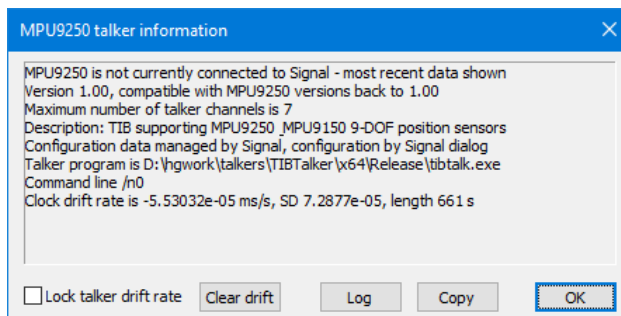 MPU9250 talker information
MPU9250 is not currently connected to Signal - most recent data shown
Version 1.00, compatible with MPU9250 versions back to 1.00
Maximum number of talker channels is 7
Description: TIB supporting MPU9250 _MPU9150 9-DOF position sensors
Configuration data managed by Signal, configuration by Signal dialog
Talker program is D:\hgwork\talkers\TIBTalker\x64\Release\tibtalk.exe
Command line /n0
Clock drift rate is -5.53032e-05 ms/s, SD 7.2877e-05, length 661 s
Lock talker drift rate Clear drift Log Copy OK